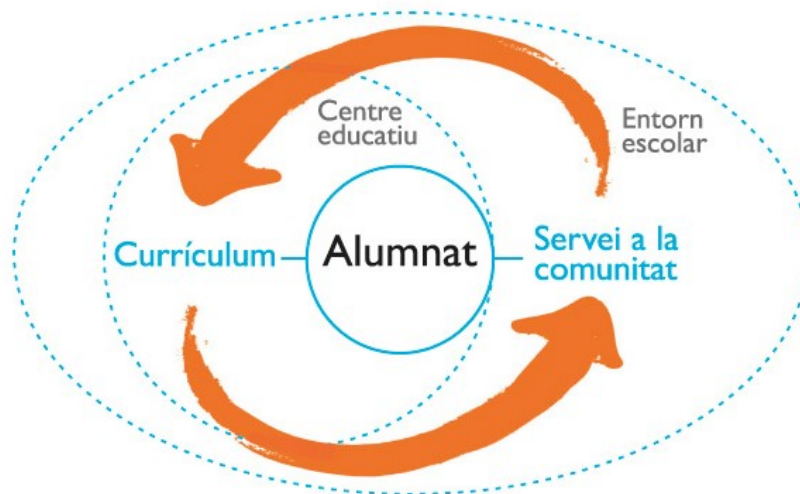 Centre
educatiu
Entorn
escolar
Currículum
Alumnat
Servei a la
comunitat